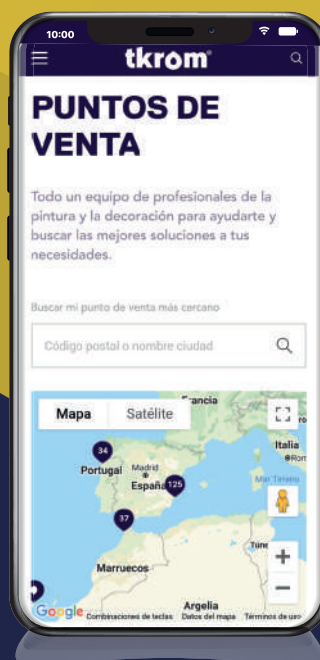 10:00
tkrom
PUNTOS DE
VENTA
Todo un equipo de profesionales de la
pintura y la decoración para ayudarte y
buscar las mejores soluciones a tus
necesidades.
Buscar mi punto de venta más cercano
Código postal o nombre ciudad
Mapa Satélite
Italia
34
Portugal
Madrid
España
125
Mar Tirreno
37
Marruecos
Argelia
Google
Combinaciones de teclas Datos del mapa Términos de uso